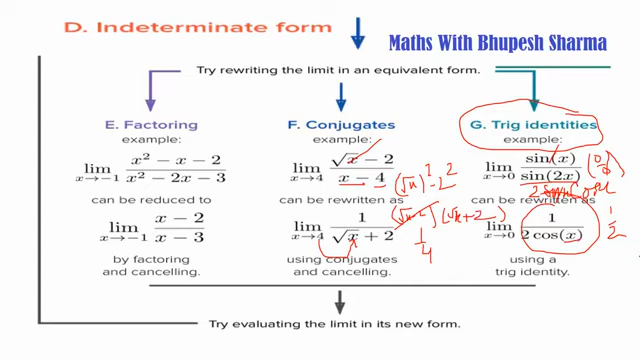 D. Indeterminate form
Maths With Bhupesh Sharma
Try rewriting the limit in an equivalent form.
E. Factoring
example:
lim x→−1 (x² − x − 2)/(x² − 2x − 3)
can be reduced to
lim x→−1 (x − 2)/(x − 3)
by factoring
and cancelling.
F. Conjugates
example:
lim x→4 (√x − 2)/(x − 4)
= (√x)² − 2²
can be rewritten as
(√x−2) (√x+2)
lim x→4 1/(√x + 2)
1/4
using conjugates
and cancelling.
G. Trig identities
example:
lim x→0 sin(x)/sin(2x)
(0/0)
can be rewritten as
lim x→0 1/(2 cos(x))
1/2
using a
trig identity.
Try evaluating the limit in its new form.